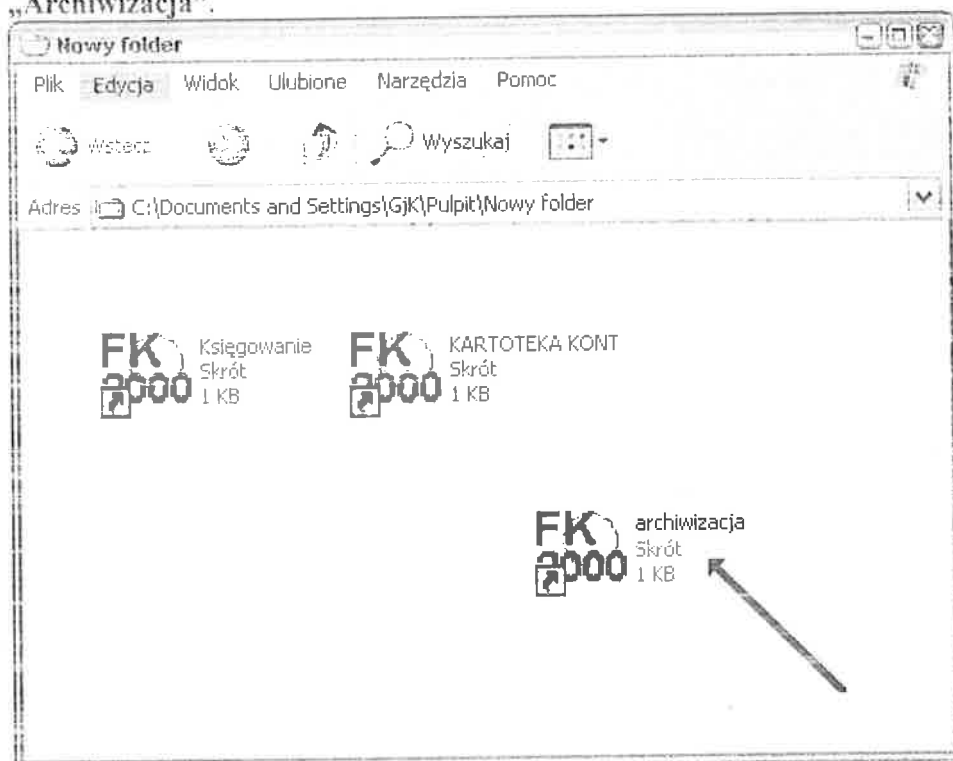 „Archiwizacja”.
Nowy folder
Plik Edycja Widok Ulubione Narzędzia Pomoc
Wstecz Wyszukaj
Adres C:\Documents and Settings\GjK\Pulpit\Nowy folder
FK 2000 Księgowanie
Skrót
1 KB
FK 2000 KARTOTEKA KONT
Skrót
1 KB
FK 2000 archiwizacja
Skrót
1 KB